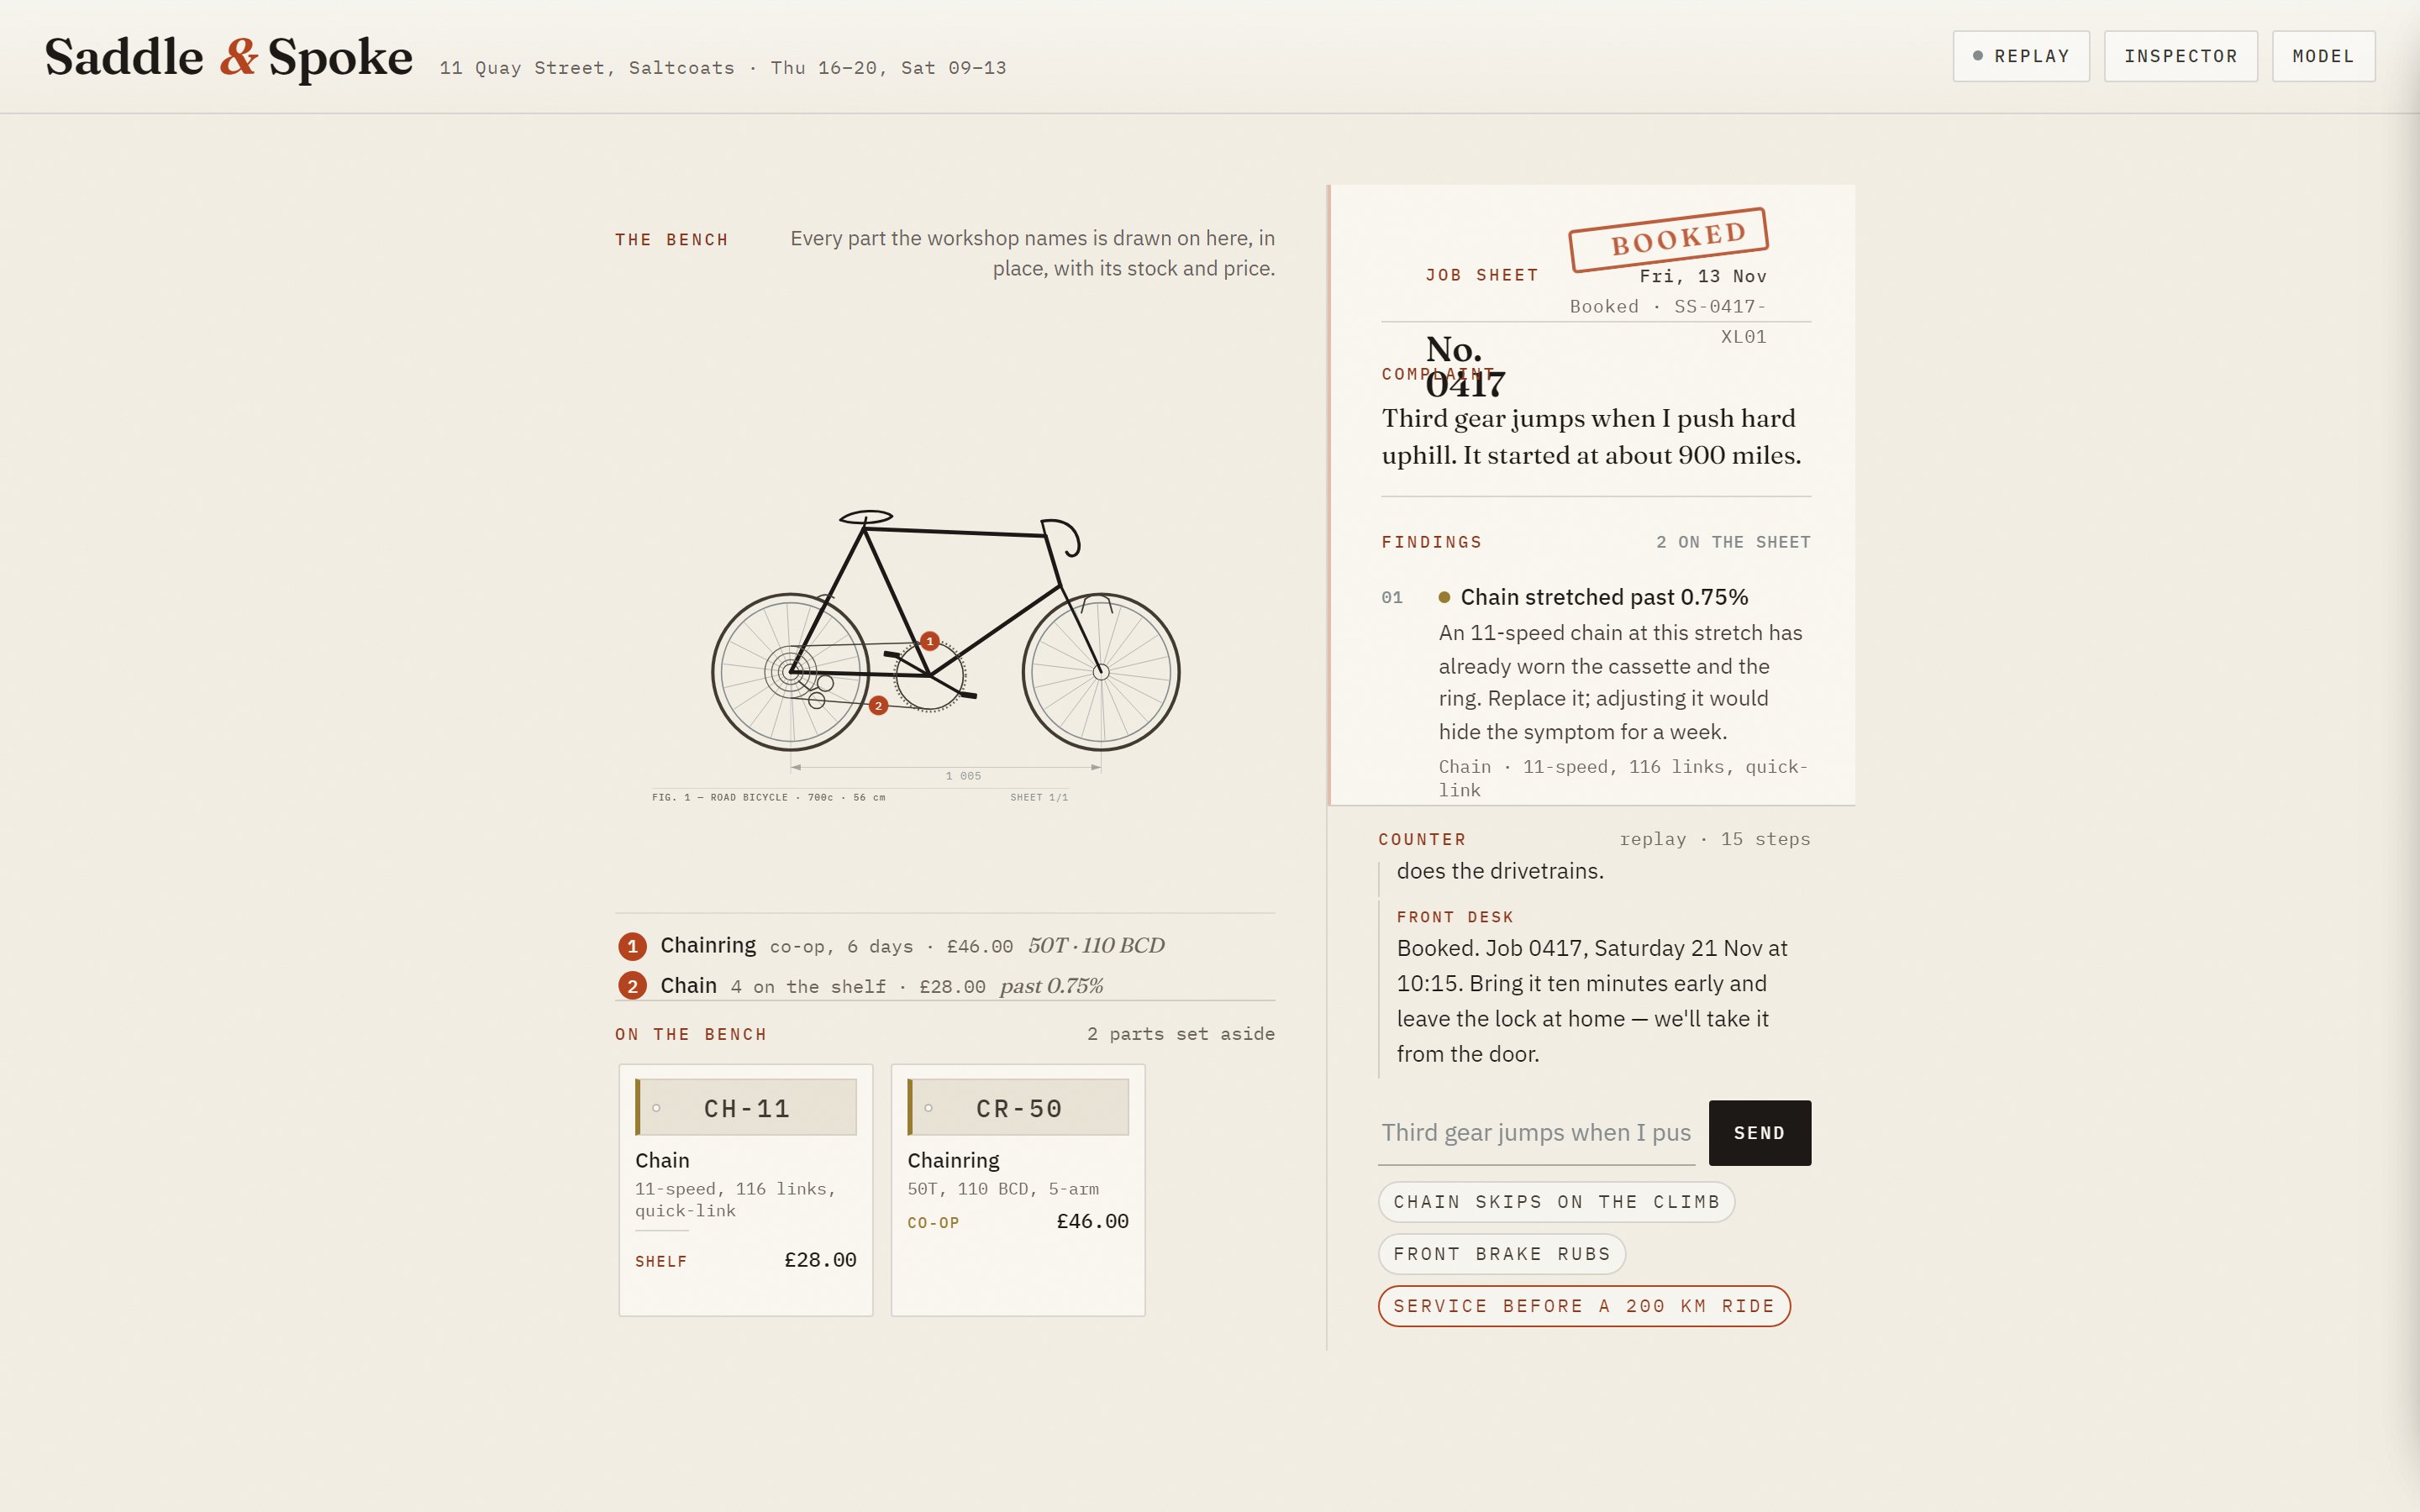 Saddle & Spoke
11 Quay Street, Saltcoats · Thu 16–20, Sat 09–13
REPLAY
INSPECTOR
MODEL
THE BENCH
Every part the workshop names is drawn on here, in
place, with its stock and price.
1
2
1 005
FIG. 1 — ROAD BICYCLE · 700c · 56 cm
SHEET 1/1
1 Chainring co-op, 6 days · £46.00 50T · 110 BCD
2 Chain 4 on the shelf · £28.00 past 0.75%
ON THE BENCH
2 parts set aside
CH-11
Chain
11-speed, 116 links,
quick-link
SHELF £28.00
CR-50
Chainring
50T, 110 BCD, 5-arm
CO-OP £46.00
BOOKED
JOB SHEET
Fri, 13 Nov
Booked · SS-0417-
XL01
No.
0417
COMPLAINT
Third gear jumps when I push hard
uphill. It started at about 900 miles.
FINDINGS
2 ON THE SHEET
01 Chain stretched past 0.75%
An 11-speed chain at this stretch has
already worn the cassette and the
ring. Replace it; adjusting it would
hide the symptom for a week.
Chain · 11-speed, 116 links, quick-
link
COUNTER
replay · 15 steps
does the drivetrains.
FRONT DESK
Booked. Job 0417, Saturday 21 Nov at
10:15. Bring it ten minutes early and
leave the lock at home — we'll take it
from the door.
Third gear jumps when I pus
SEND
CHAIN SKIPS ON THE CLIMB
FRONT BRAKE RUBS
SERVICE BEFORE A 200 KM RIDE